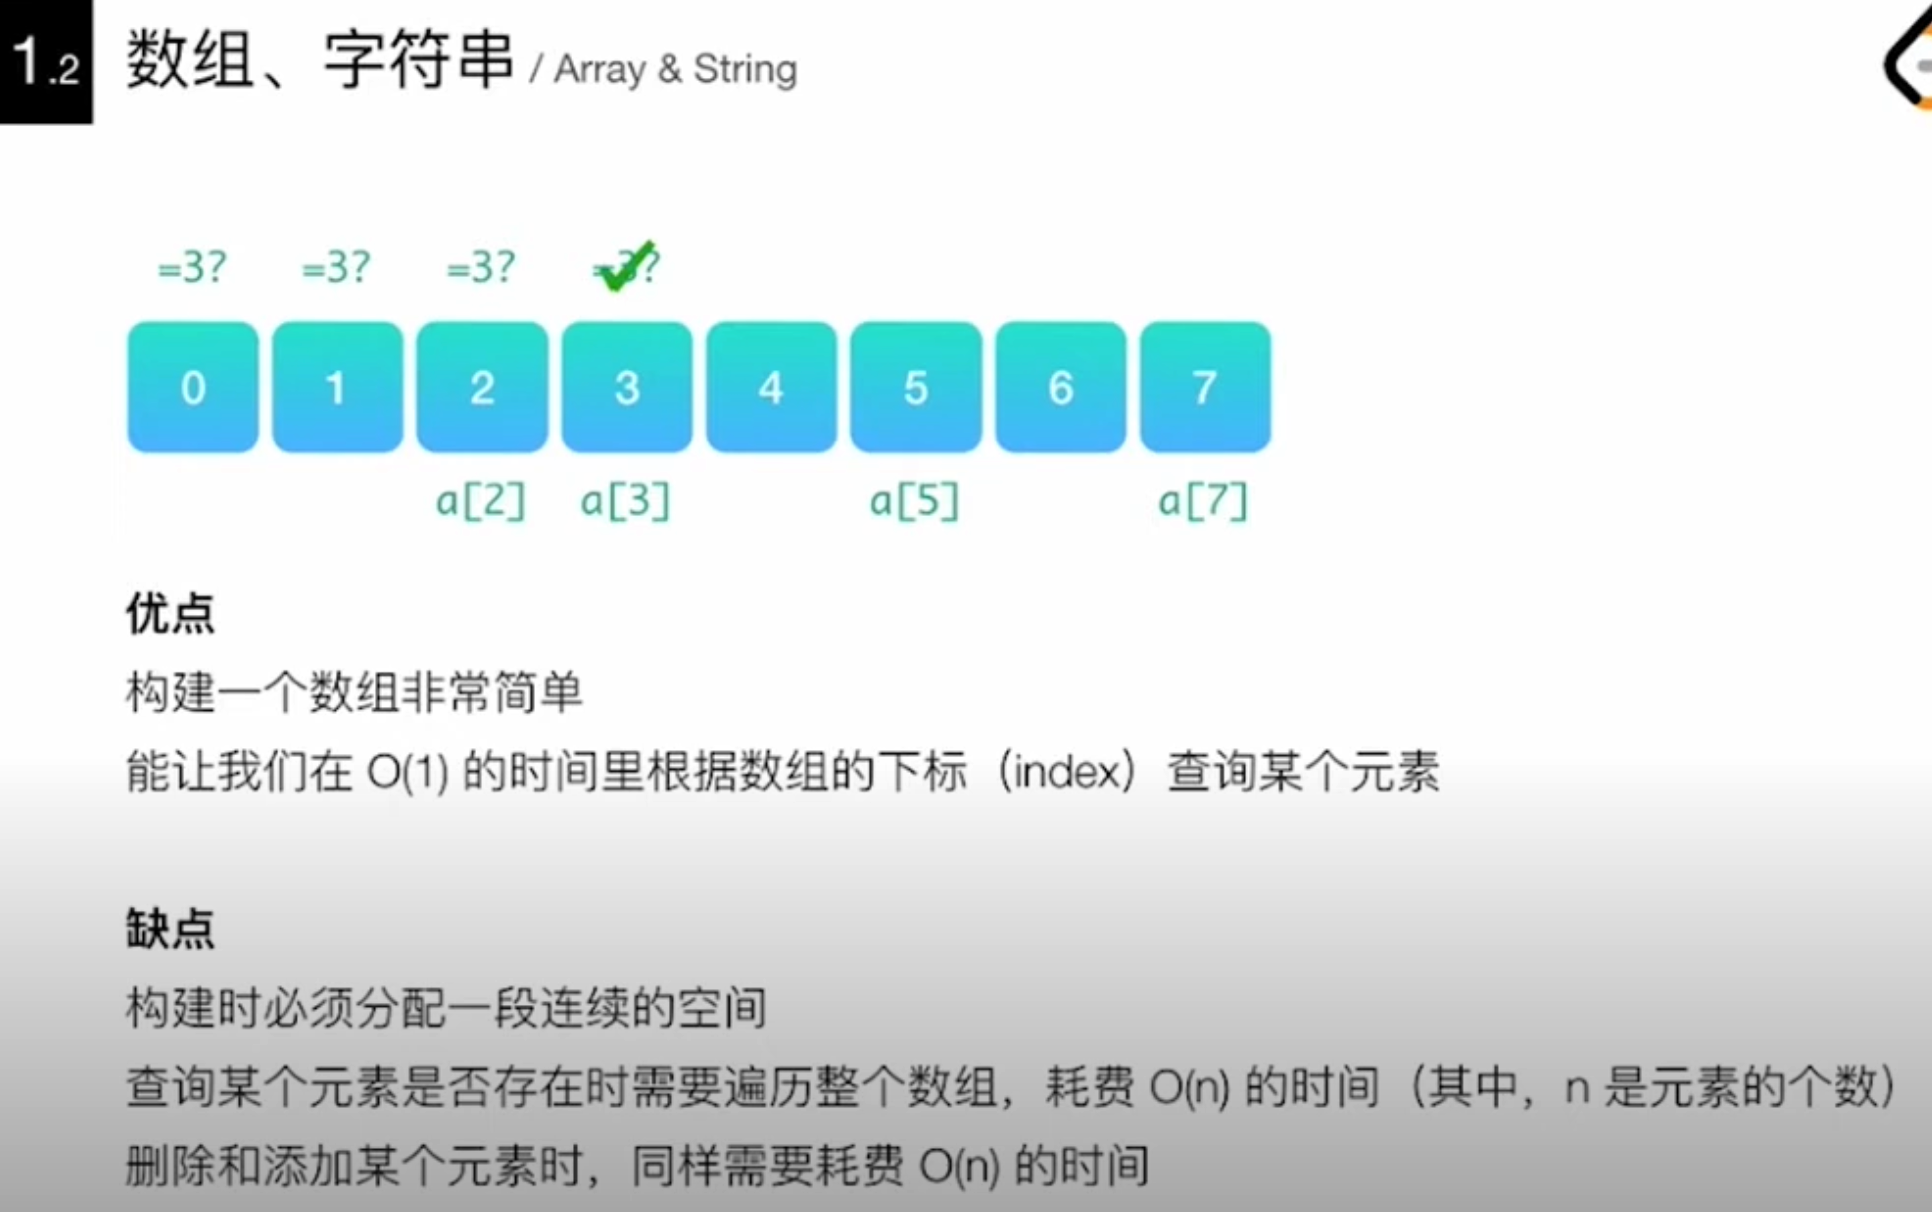 1.2 数组、字符串 / Array & String
=3? =3? =3? =3?
0 1 2 3 4 5 6 7
a[2] a[3] a[5] a[7]
优点
构建一个数组非常简单
能让我们在 O(1) 的时间里根据数组的下标（index）查询某个元素
缺点
构建时必须分配一段连续的空间
查询某个元素是否存在时需要遍历整个数组，耗费 O(n) 的时间（其中，n 是元素的个数）
删除和添加某个元素时，同样需要耗费 O(n) 的时间